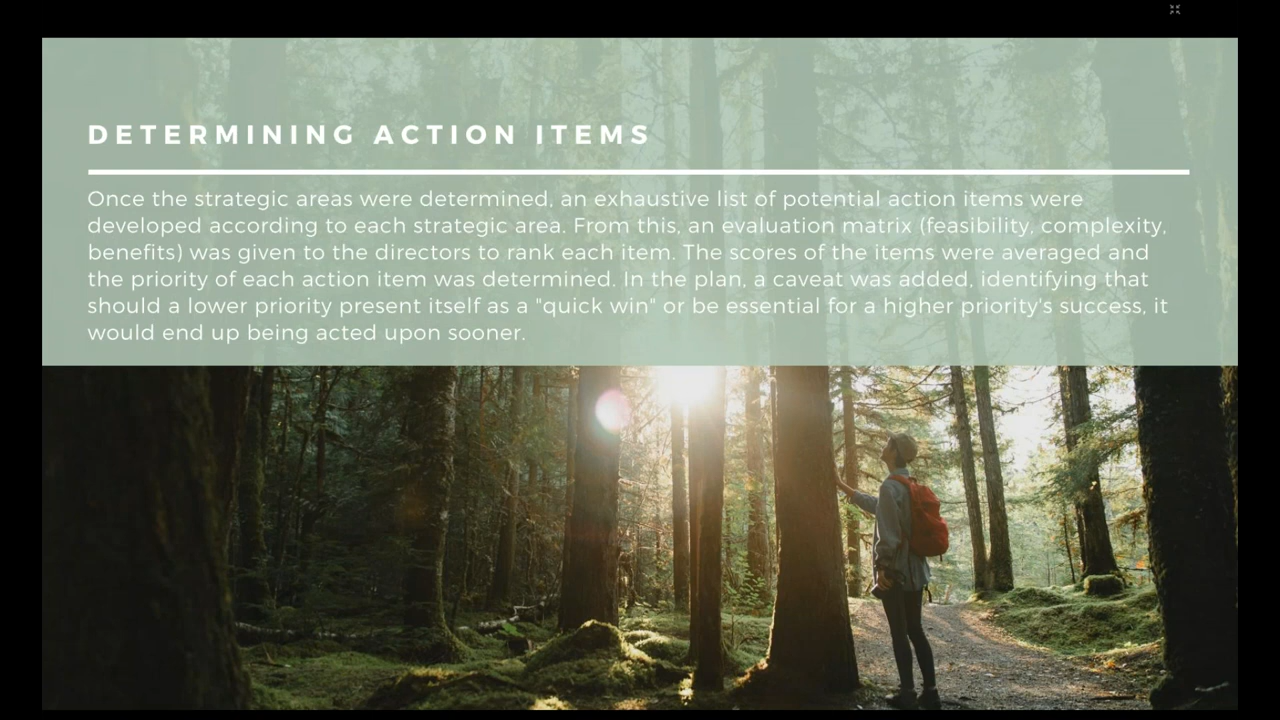 DETERMINING ACTION ITEMS
Once the strategic areas were determined, an exhaustive list of potential action items were
developed according to each strategic area. From this, an evaluation matrix (feasibility, complexity,
benefits) was given to the directors to rank each item. The scores of the items were averaged and
the priority of each action item was determined. In the plan, a caveat was added, identifying that
should a lower priority present itself as a "quick win" or be essential for a higher priority's success, it
would end up being acted upon sooner.